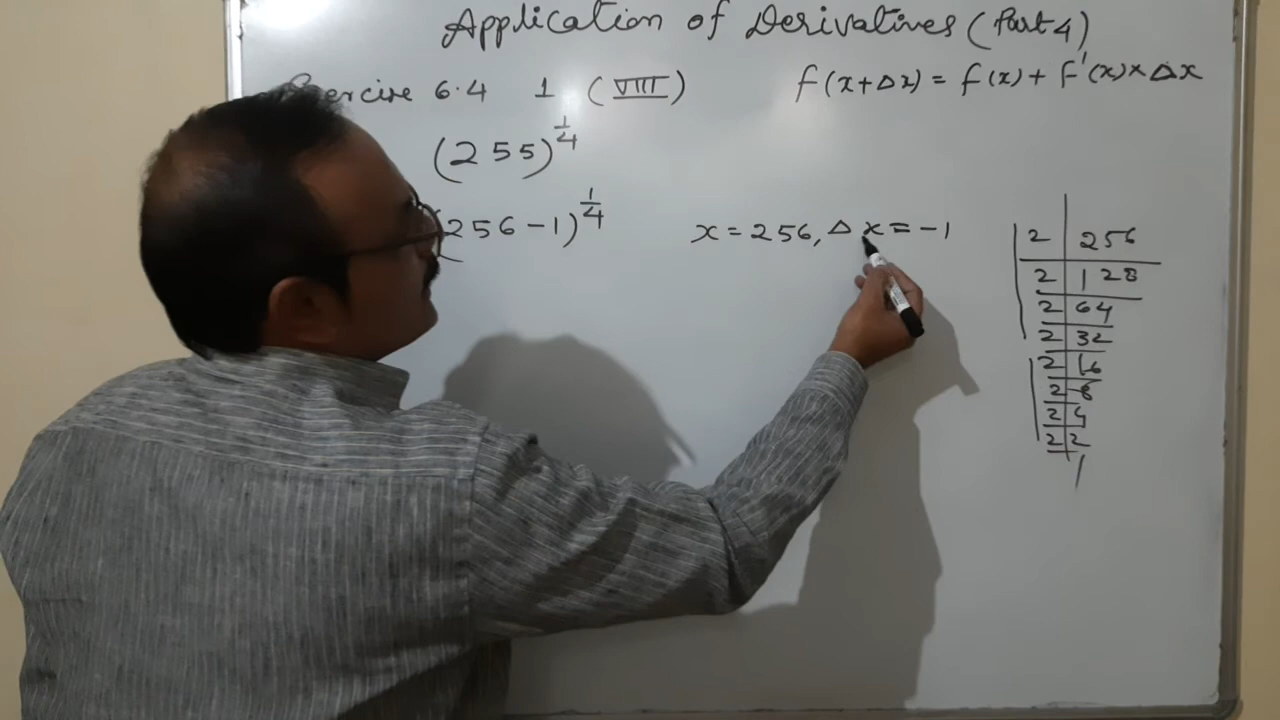 Application of Derivatives (Part 4)
Exercise 6.4 1 (VIII) f(x+Δx) = f(x) + f'(x)×Δx
(255)^1/4
(256-1)^1/4 x = 256, Δx = -1
2 | 256
2 | 128
2 | 64
2 | 32
2 | 16
2 | 8
2 | 4
2 | 2
1